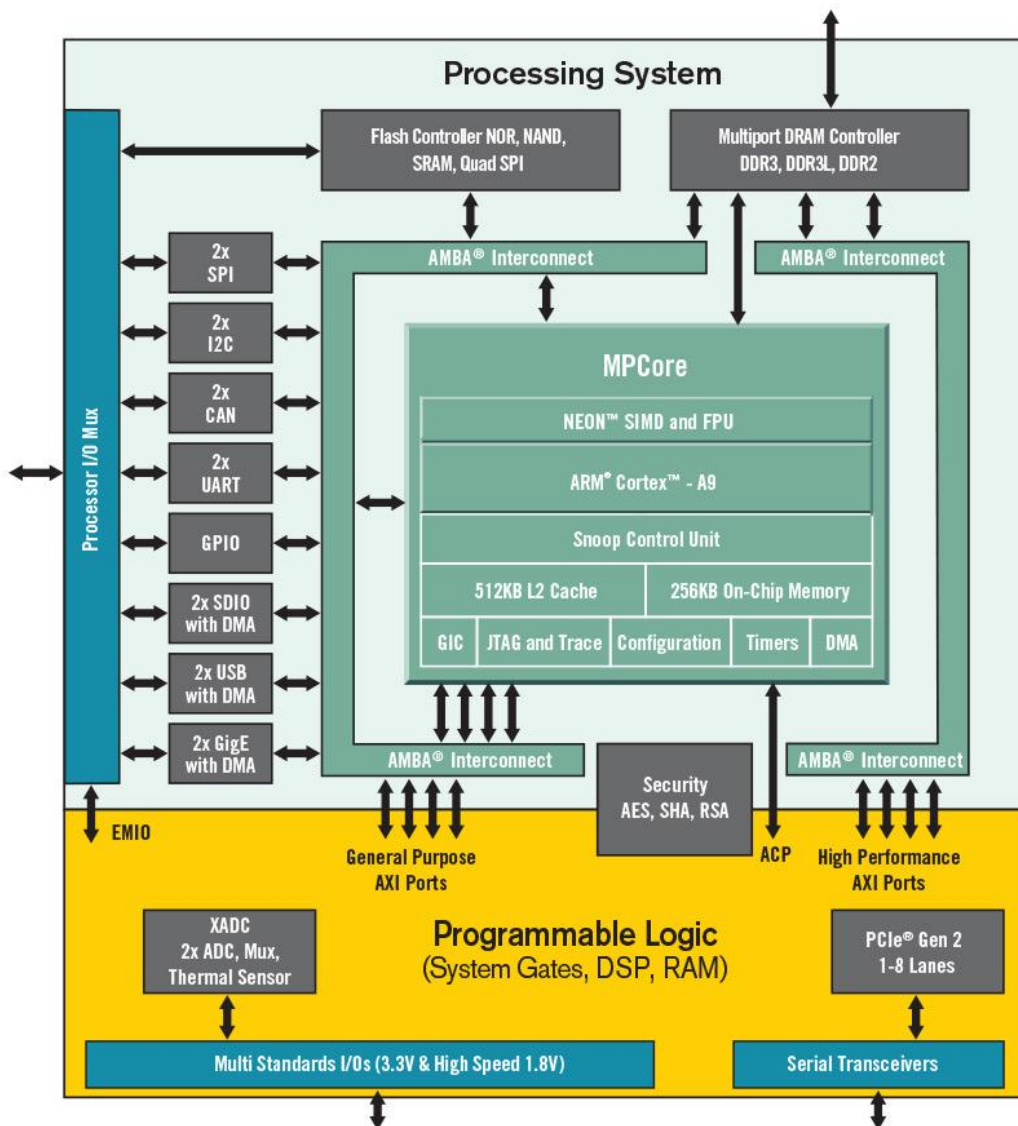 Processing System
Flash Controller NOR, NAND,
SRAM, Quad SPI
Multiport DRAM Controller
DDR3, DDR3L, DDR2
Processor I/O Mux
2x
SPI
2x
I2C
2x
CAN
2x
UART
GPIO
2x SDIO
with DMA
2x USB
with DMA
2x GigE
with DMA
AMBA® Interconnect
AMBA® Interconnect
MPCore
NEON™ SIMD and FPU
ARM® Cortex™ - A9
Snoop Control Unit
512KB L2 Cache
256KB On-Chip Memory
GIC
JTAG and Trace
Configuration
Timers
DMA
AMBA® Interconnect
AMBA® Interconnect
Security
AES, SHA, RSA
EMIO
General Purpose
AXI Ports
ACP
High Performance
AXI Ports
Programmable Logic
(System Gates, DSP, RAM)
XADC
2x ADC, Mux,
Thermal Sensor
PCIe® Gen 2
1-8 Lanes
Multi Standards I/Os (3.3V & High Speed 1.8V)
Serial Transceivers